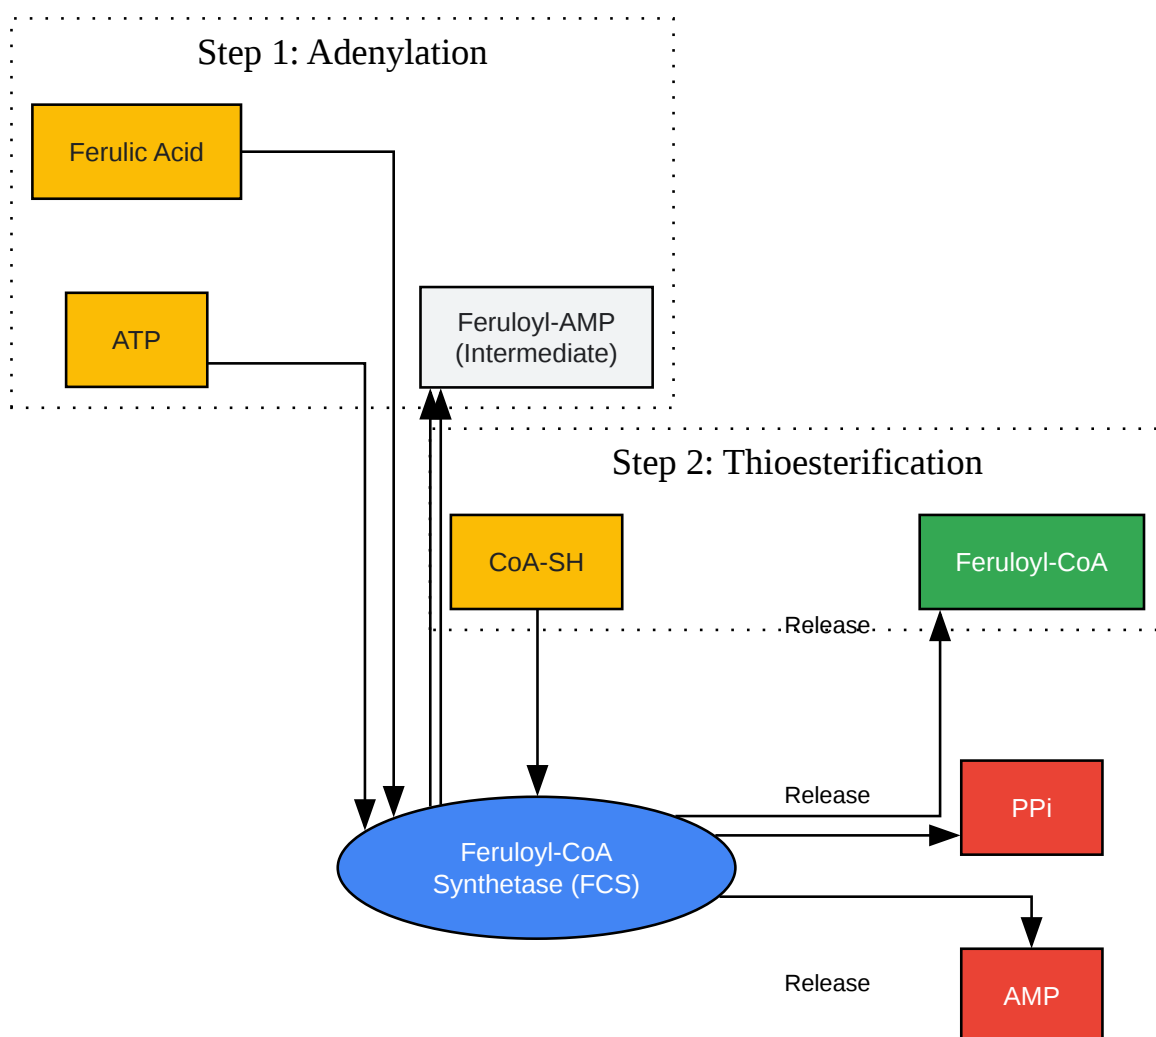 Step 1: Adenylation
Ferulic Acid
ATP
Feruloyl-AMP
(Intermediate)
Step 2: Thioesterification
CoA-SH
Feruloyl-CoA
Release
Release
PPi
Feruloyl-CoA
Synthetase (FCS)
Release
AMP